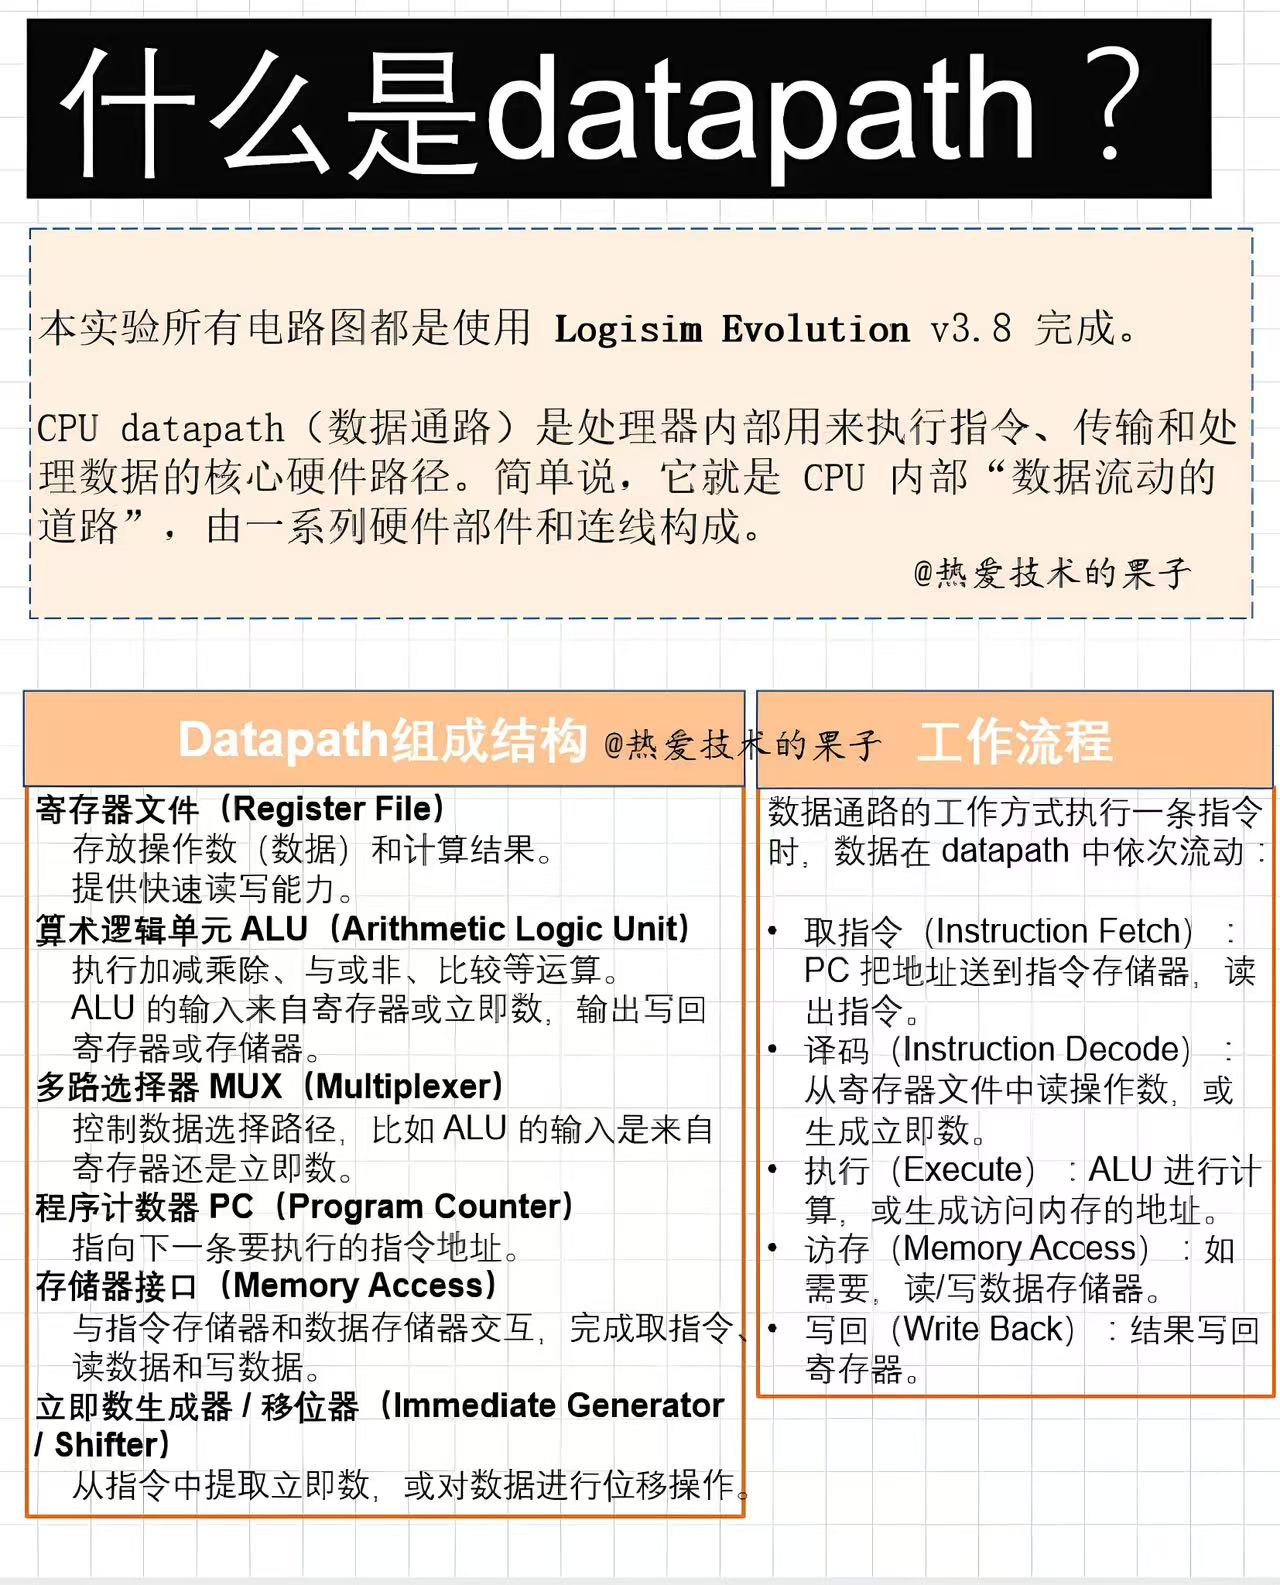 什么是datapath？
本实验所有电路图都是使用 Logisim Evolution v3.8 完成。
CPU datapath（数据通路）是处理器内部用来执行指令、传输和处
理数据的核心硬件路径。简单说，它就是 CPU 内部“数据流动的
道路”，由一系列硬件部件和连线构成。
@热爱技术的果子
Datapath组成结构
@热爱技术的果子
寄存器文件（Register File）
存放操作数（数据）和计算结果。
提供快速读写能力。
算术逻辑单元 ALU（Arithmetic Logic Unit）
执行加减乘除、与或非、比较等运算。
ALU 的输入来自寄存器或立即数，输出写回
寄存器或存储器。
多路选择器 MUX（Multiplexer）
控制数据选择路径，比如 ALU 的输入是来自
寄存器还是立即数。
程序计数器 PC（Program Counter）
指向下一条要执行的指令地址。
存储器接口（Memory Access）
与指令存储器和数据存储器交互，完成取指令、
读数据和写数据。
立即数生成器 / 移位器（Immediate Generator
/ Shifter）
从指令中提取立即数，或对数据进行位移操作。
工作流程
数据通路的工作方式执行一条指令
时，数据在 datapath 中依次流动：
• 取指令（Instruction Fetch）：
PC 把地址送到指令存储器，读
出指令。
• 译码（Instruction Decode）：
从寄存器文件中读操作数，或
生成立即数。
• 执行（Execute）：ALU 进行计
算，或生成访问内存的地址。
• 访存（Memory Access）：如
需要，读/写数据存储器。
• 写回（Write Back）：结果写回
寄存器。